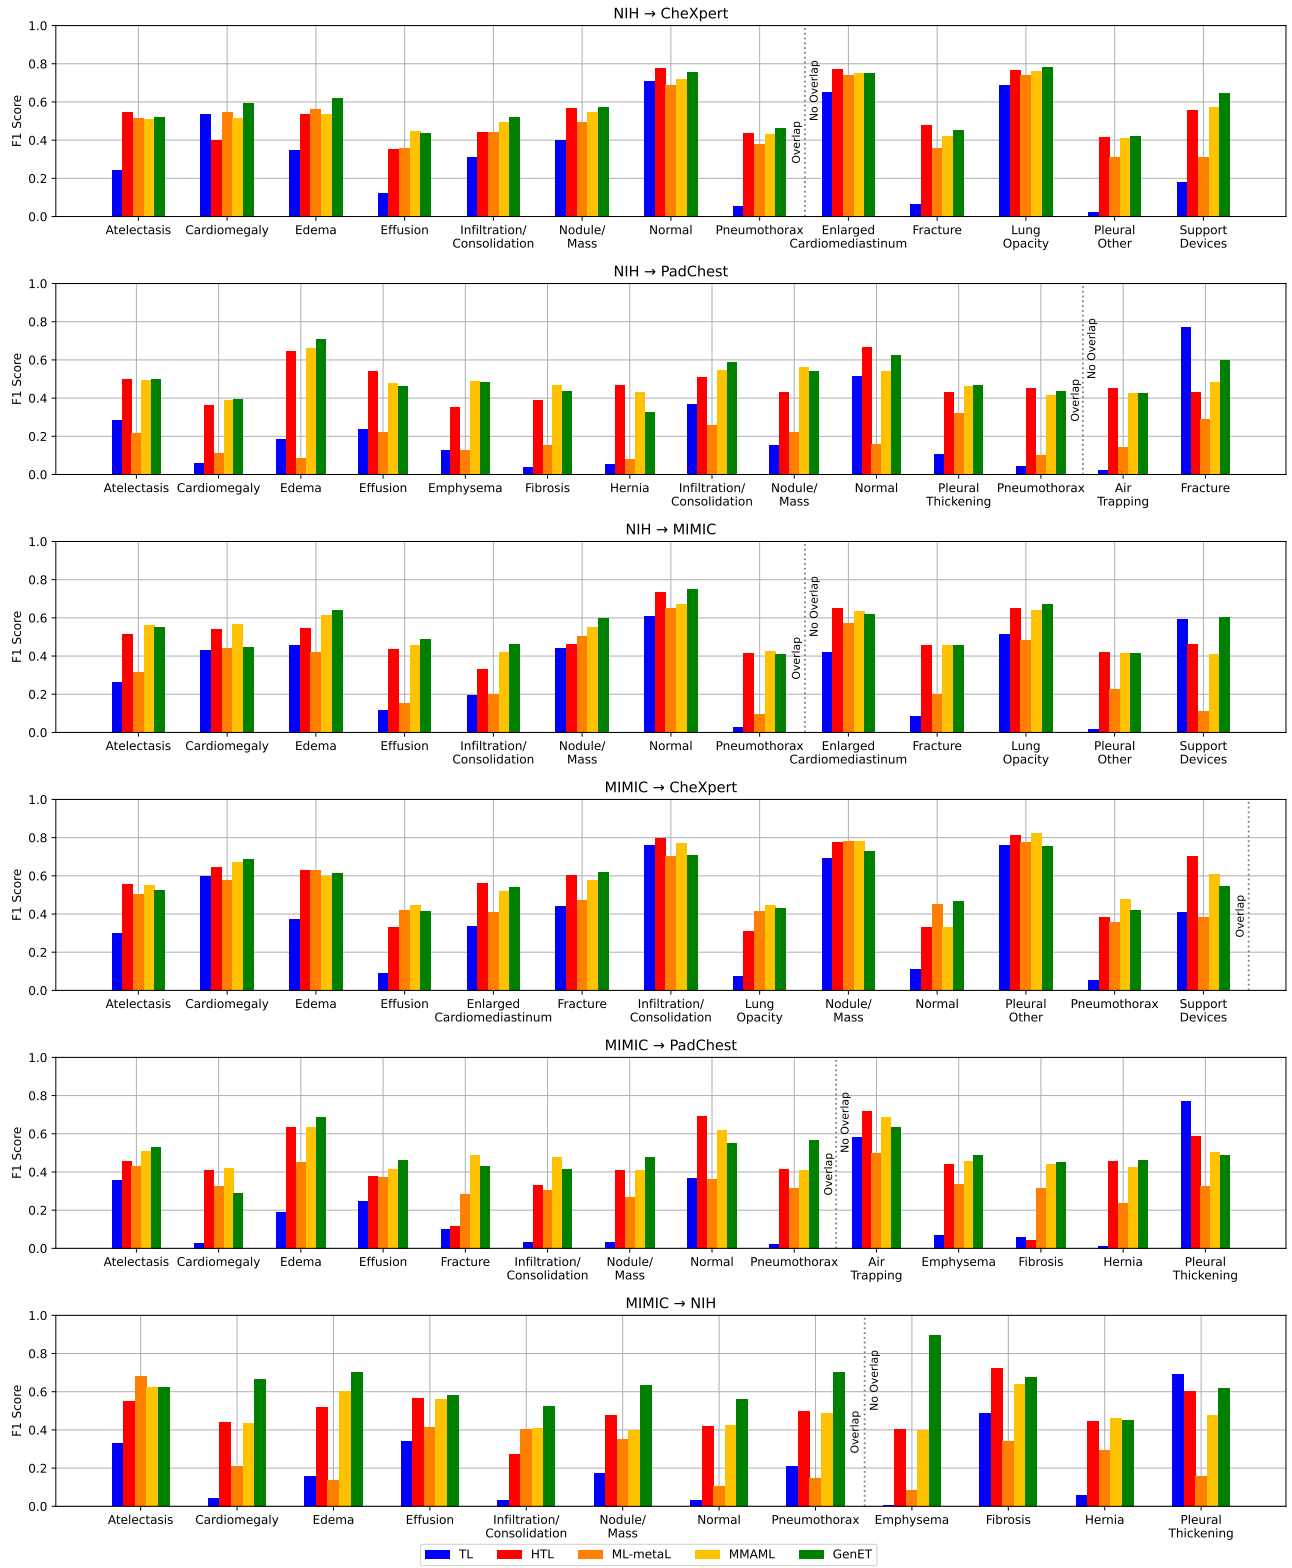 NIH → CheXpert
F1 Score
1.0
0.8
0.6
0.4
0.2
0.0
Overlap
No Overlap
Atelectasis Cardiomegaly Edema Effusion Infiltration/ Nodule/ Normal Pneumothorax Enlarged Fracture Lung Pleural Support
Consolidation Mass Cardiomediastinum Opacity Other Devices
NIH → PadChest
F1 Score
1.0
0.8
0.6
0.4
0.2
0.0
Overlap
No Overlap
Atelectasis Cardiomegaly Edema Effusion Emphysema Fibrosis Hernia Infiltration/ Nodule/ Normal Pleural Pneumothorax Air Fracture
Consolidation Mass Thickening Trapping
NIH → MIMIC
F1 Score
1.0
0.8
0.6
0.4
0.2
0.0
Overlap
No Overlap
Atelectasis Cardiomegaly Edema Effusion Infiltration/ Nodule/ Normal Pneumothorax Enlarged Fracture Lung Pleural Support
Consolidation Mass Cardiomediastinum Opacity Other Devices
MIMIC → CheXpert
F1 Score
1.0
0.8
0.6
0.4
0.2
0.0
Overlap
Atelectasis Cardiomegaly Edema Effusion Enlarged Fracture Infiltration/ Lung Nodule/ Normal Pleural Pneumothorax Support
Cardiomediastinum Consolidation Opacity Mass Other Devices
MIMIC → PadChest
F1 Score
1.0
0.8
0.6
0.4
0.2
0.0
Overlap
No Overlap
Atelectasis Cardiomegaly Edema Effusion Fracture Infiltration/ Nodule/ Normal Pneumothorax Air Emphysema Fibrosis Hernia Pleural
Consolidation Mass Trapping Thickening
MIMIC → NIH
F1 Score
1.0
0.8
0.6
0.4
0.2
0.0
Overlap
No Overlap
Atelectasis Cardiomegaly Edema Effusion Infiltration/ Nodule/ Normal Pneumothorax Emphysema Fibrosis Hernia Pleural
Consolidation Mass Thickening
TL HTL ML-metaL MMAML GenET